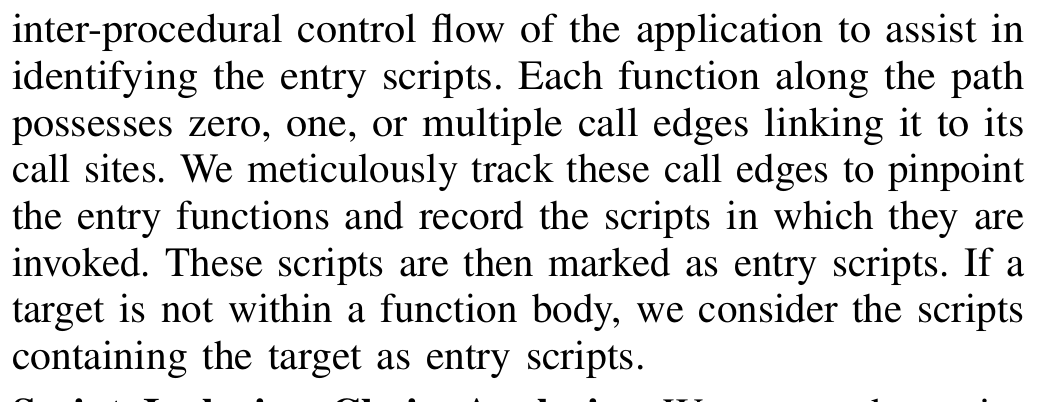 inter-procedural control flow of the application to assist in
identifying the entry scripts. Each function along the path
possesses zero, one, or multiple call edges linking it to its
call sites. We meticulously track these call edges to pinpoint
the entry functions and record the scripts in which they are
invoked. These scripts are then marked as entry scripts. If a
target is not within a function body, we consider the scripts
containing the target as entry scripts.